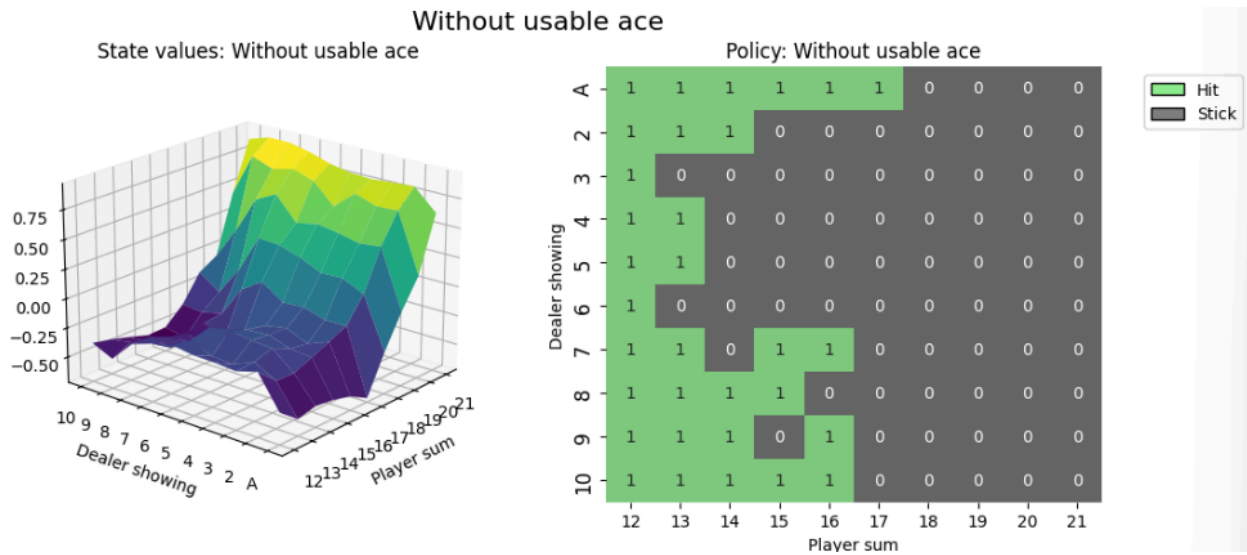 Without usable ace
State values: Without usable ace
0.75
0.50
0.25
0.00
−0.25
−0.50
10 9 8 7 6 5 4 3 2 A
Dealer showing
12 13 14 15 16 17 18 19 20 21
Player sum
Policy: Without usable ace
Dealer showing
A 1 1 1 1 1 1 0 0 0 0
2 1 1 1 0 0 0 0 0 0 0
3 1 0 0 0 0 0 0 0 0 0
4 1 1 0 0 0 0 0 0 0 0
5 1 1 0 0 0 0 0 0 0 0
6 1 0 0 0 0 0 0 0 0 0
7 1 1 0 1 1 0 0 0 0 0
8 1 1 1 1 0 0 0 0 0 0
9 1 1 1 0 1 0 0 0 0 0
10 1 1 1 1 1 0 0 0 0 0
12 13 14 15 16 17 18 19 20 21
Player sum
Hit
Stick